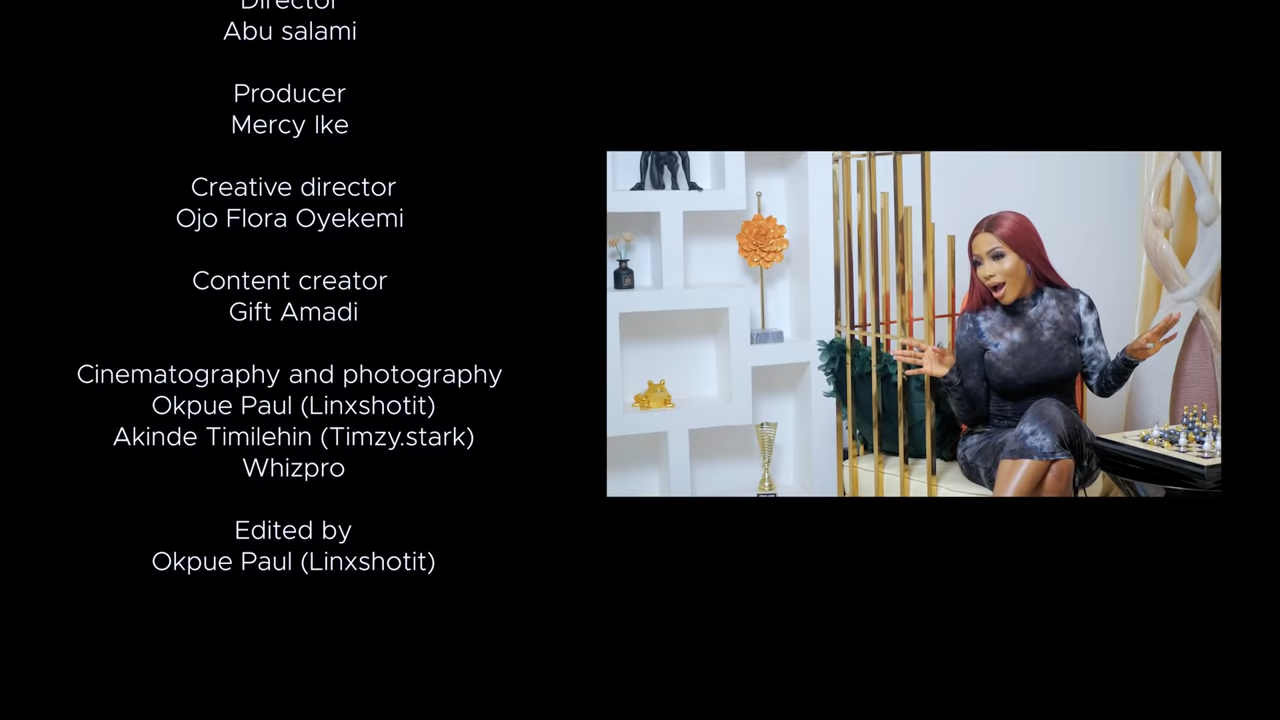 Director
Abu salami
Producer
Mercy Ike
Creative director
Ojo Flora Oyekemi
Content creator
Gift Amadi
Cinematography and photography
Okpue Paul (Linxshotit)
Akinde Timilehin (Timzy.stark)
Whizpro
Edited by
Okpue Paul (Linxshotit)